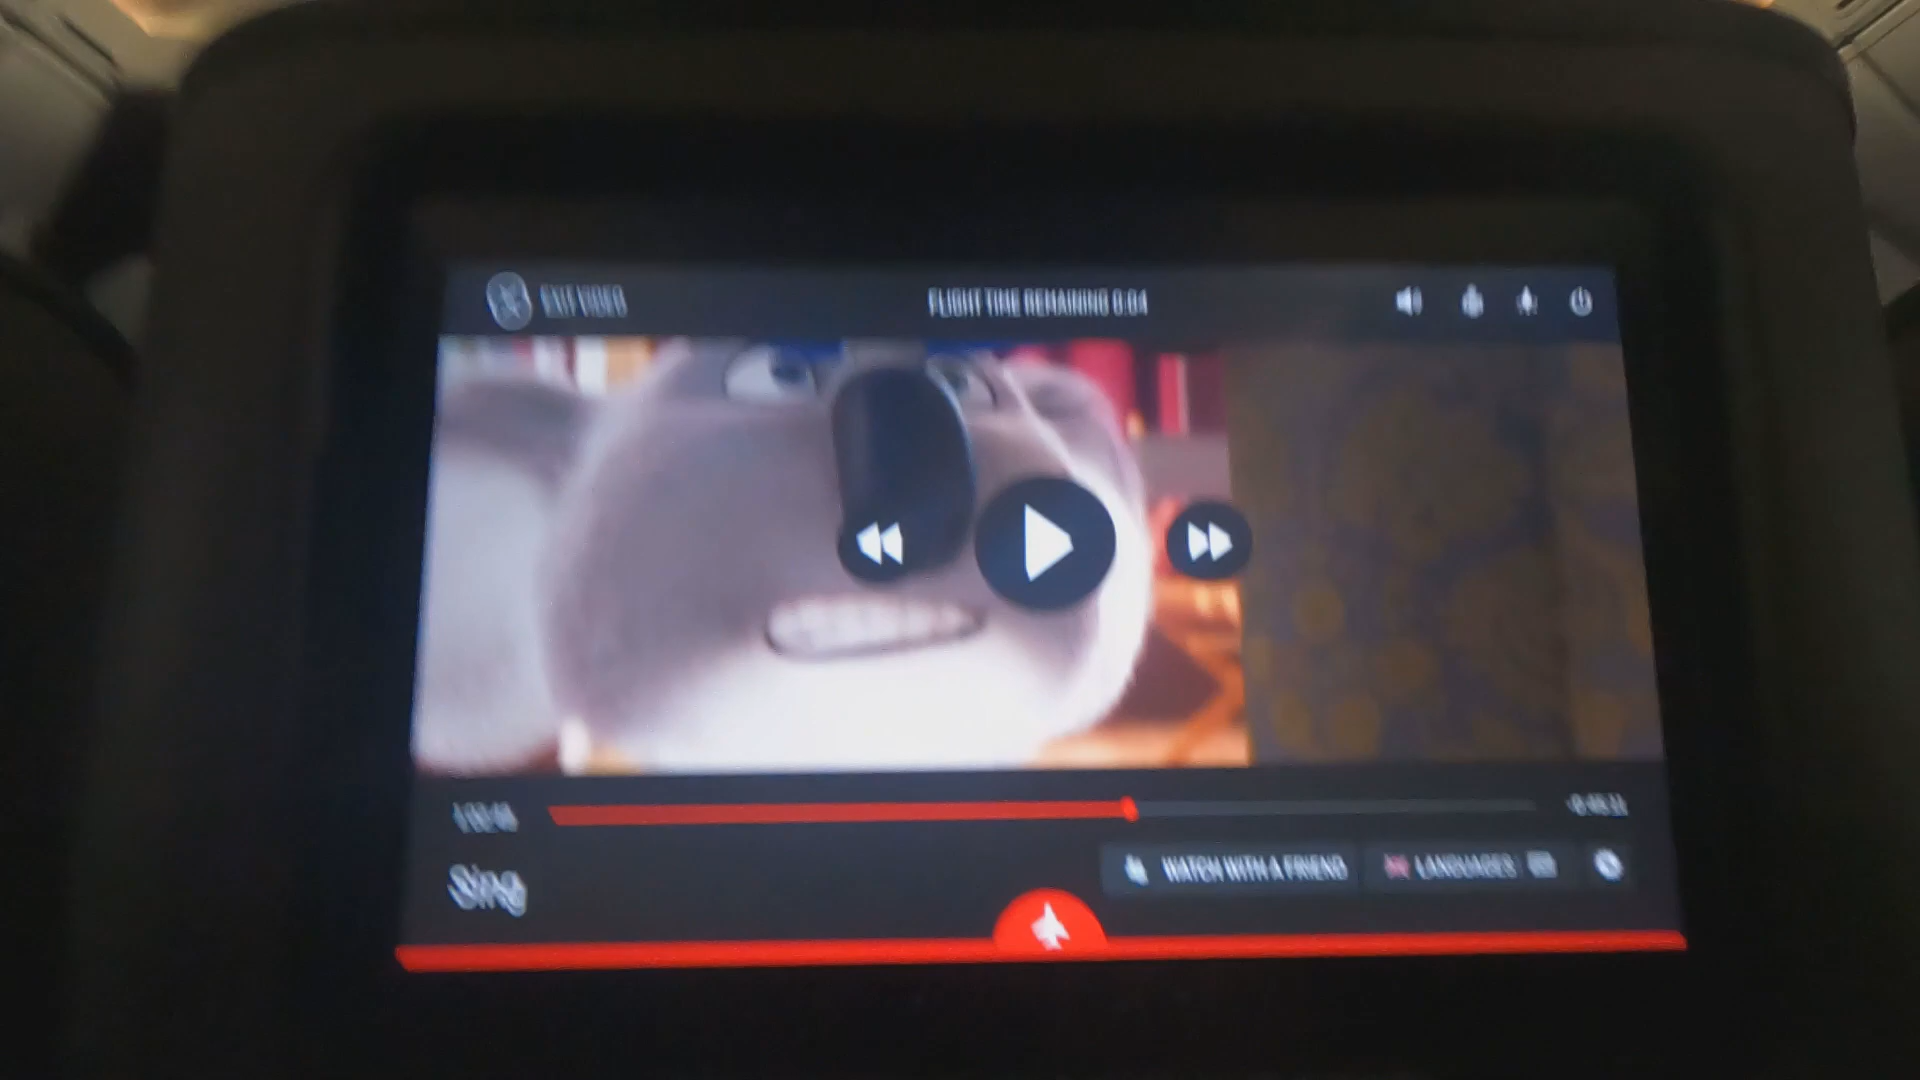 EXIT VIDEO
FLIGHT TIME REMAINING 0:04
Sing
WATCH WITH A FRIEND
LANGUAGES